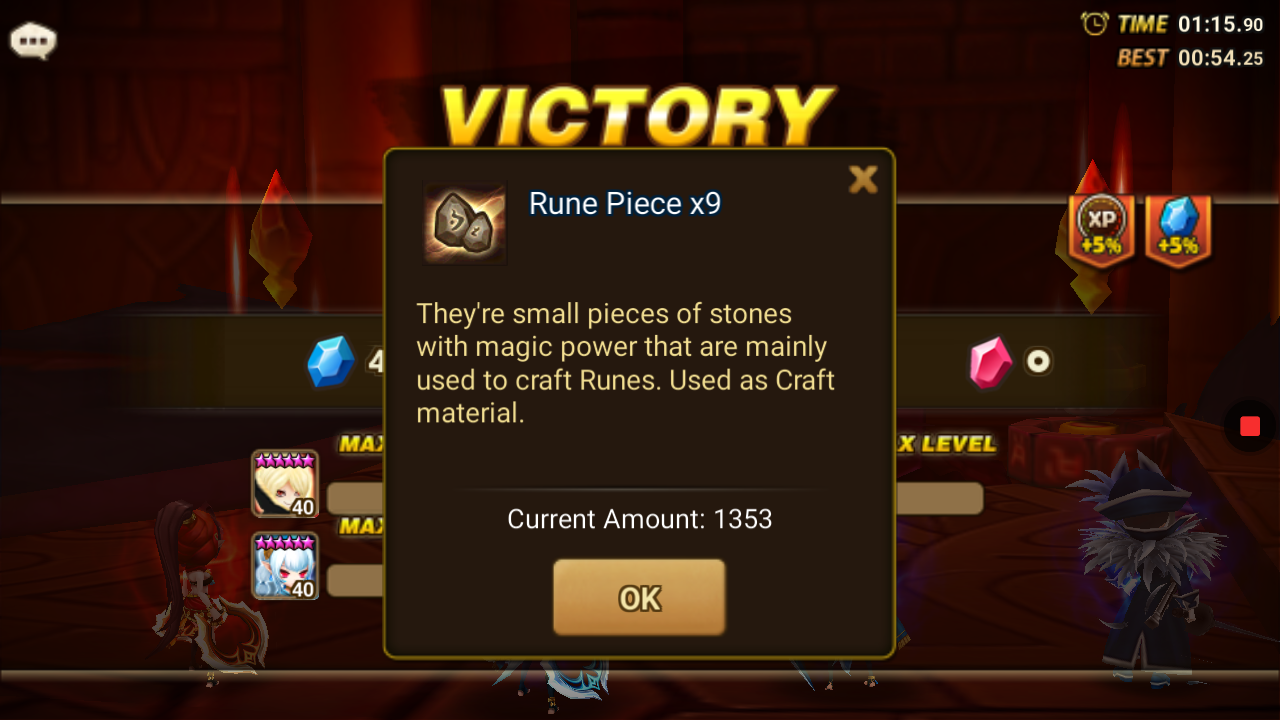 TIME 01:15.90
BEST 00:54.25
VICTORY
Rune Piece x9
XP
+5%
+5%
They're small pieces of stones
with magic power that are mainly
used to craft Runes. Used as Craft
material.
4
0
MAX
X LEVEL
40
Current Amount: 1353
MAX
40
OK